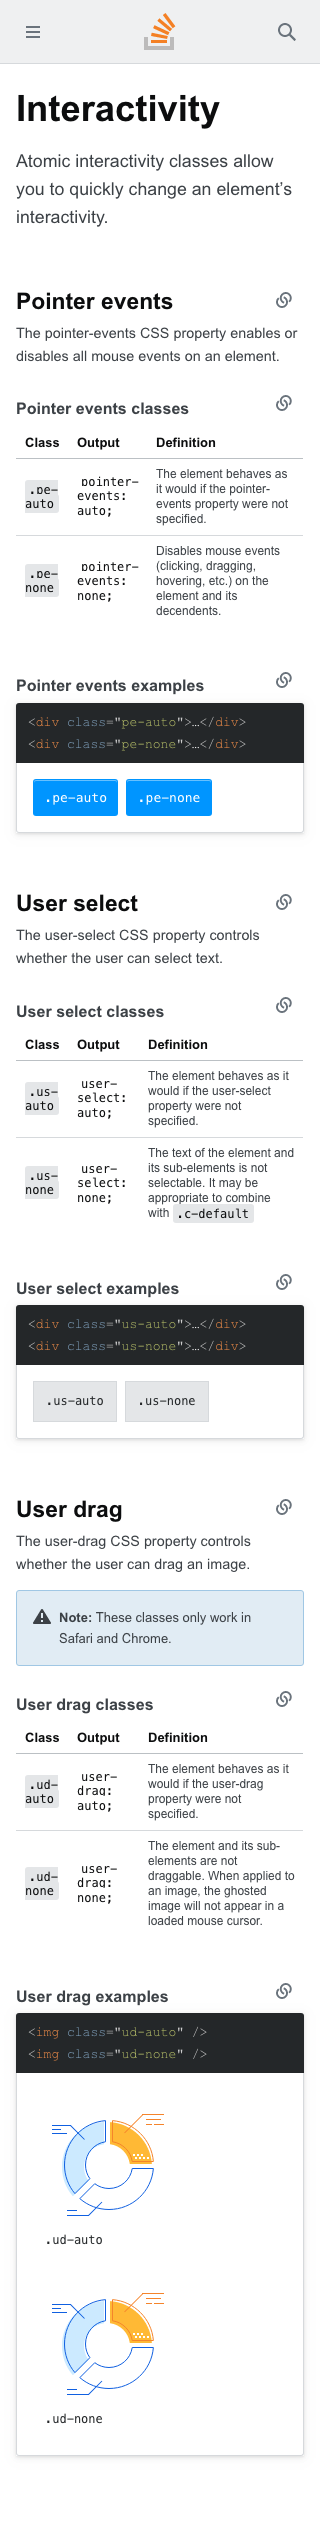 Interactivity
Atomic interactivity classes allow
you to quickly change an element’s
interactivity.
Pointer events
The pointer-events CSS property enables or
disables all mouse events on an element.
Pointer events classes
Class Output Definition
.pe-
auto
pointer-
events:
auto;
The element behaves as
it would if the pointer-
events property were not
specified.
.pe-
none
pointer-
events:
none;
Disables mouse events
(clicking, dragging,
hovering, etc.) on the
element and its
decendents.
Pointer events examples
<div class="pe-auto">…</div>
<div class="pe-none">…</div>
.pe-auto .pe-none
User select
The user-select CSS property controls
whether the user can select text.
User select classes
Class Output Definition
.us-
auto
user-
select:
auto;
The element behaves as it
would if the user-select
property were not
specified.
.us-
none
user-
select:
none;
The text of the element and
its sub-elements is not
selectable. It may be
appropriate to combine
with .c-default
User select examples
<div class="us-auto">…</div>
<div class="us-none">…</div>
.us-auto .us-none
User drag
The user-drag CSS property controls
whether the user can drag an image.
Note: These classes only work in
Safari and Chrome.
User drag classes
Class Output Definition
.ud-
auto
user-
drag:
auto;
The element behaves as it
would if the user-drag
property were not
specified.
.ud-
none
user-
drag:
none;
The element and its sub-
elements are not
draggable. When applied to
an image, the ghosted
image will not appear in a
loaded mouse cursor.
User drag examples
<img class="ud-auto" />
<img class="ud-none" />
.ud-auto
.ud-none